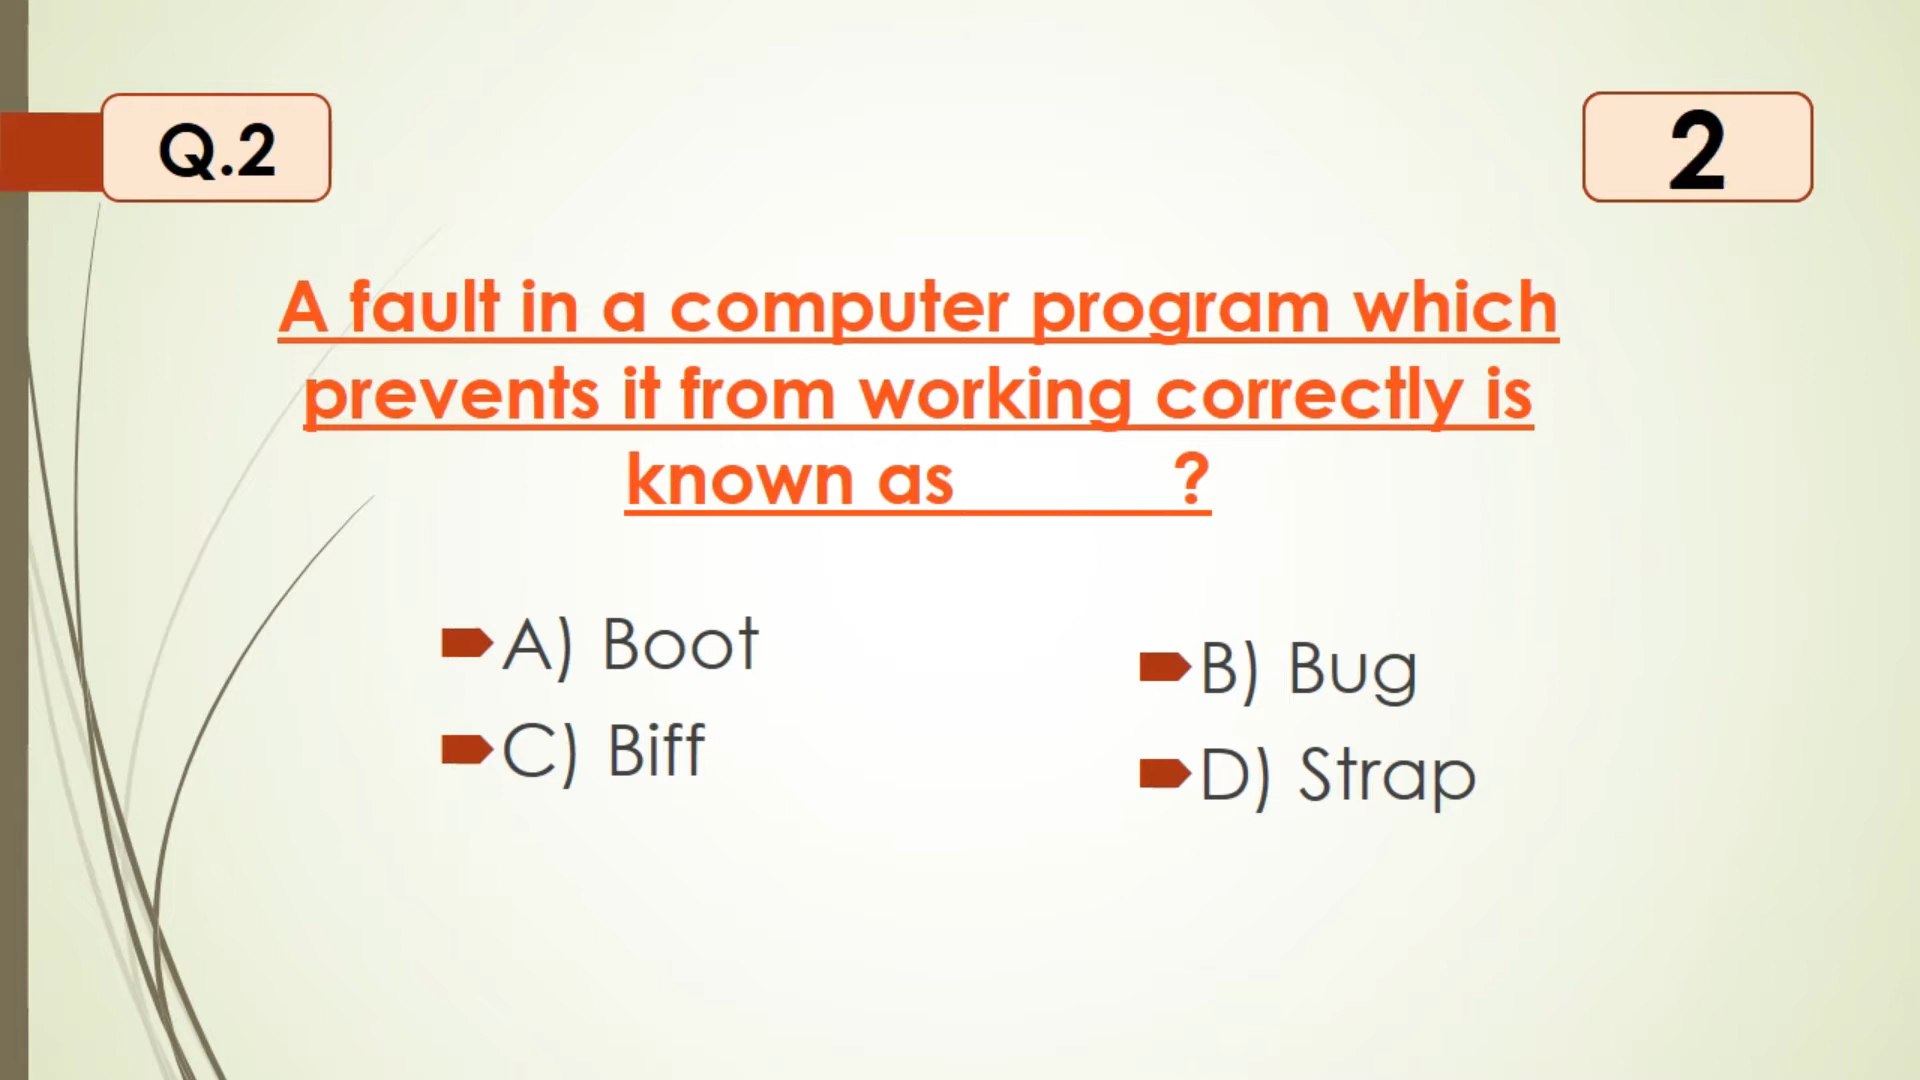 Q.2
2
A fault in a computer program which
prevents it from working correctly is
known as ?
A) Boot
B) Bug
C) Biff
D) Strap